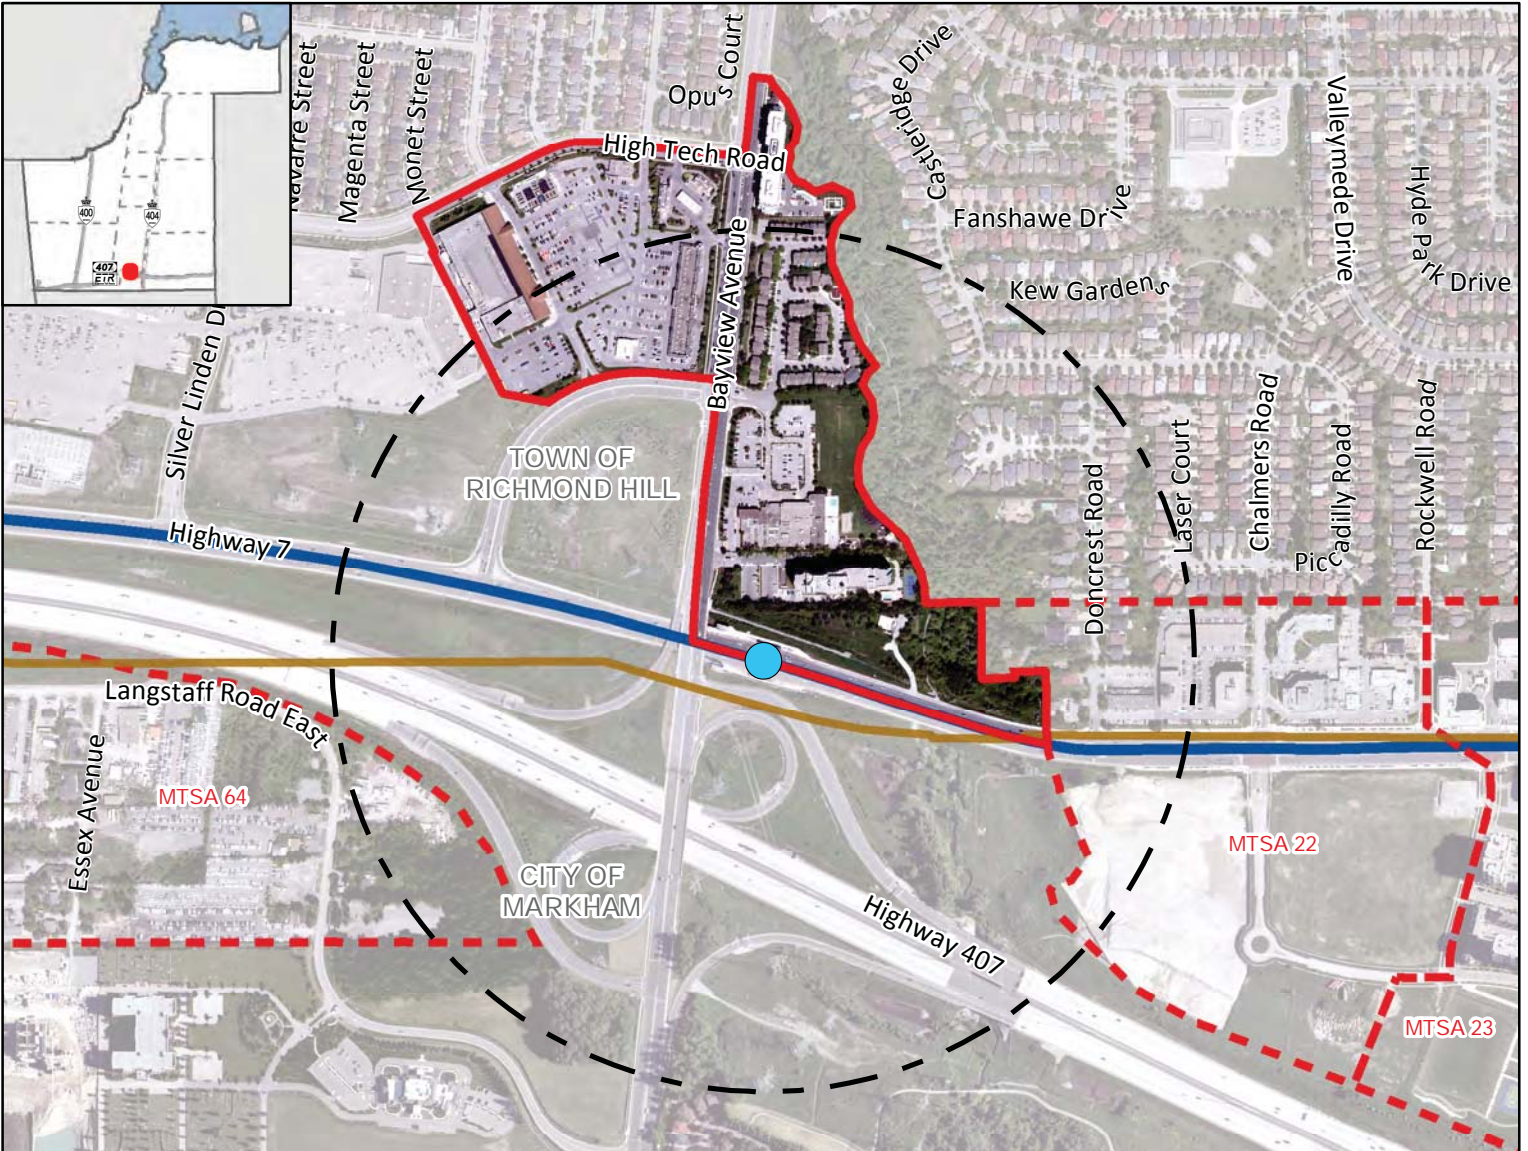 400
404
407
ETR
Navarre Street
Magenta Street
Monet Street
Opus Court
High Tech Road
Castleridge Drive
Valleymede Drive
Hyde Park Drive
Fanshawe Drive
Kew Gardens
Bayview Avenue
Silver Linden
TOWN OF
RICHMOND HILL
Doncrest Road
Laser Court
Chalmers Road
Piccadilly Road
Rockwell Road
Highway 7
Langstaff Road East
Essex Avenue
MTSA 64
MTSA 22
CITY OF
MARKHAM
Highway 407
MTSA 23